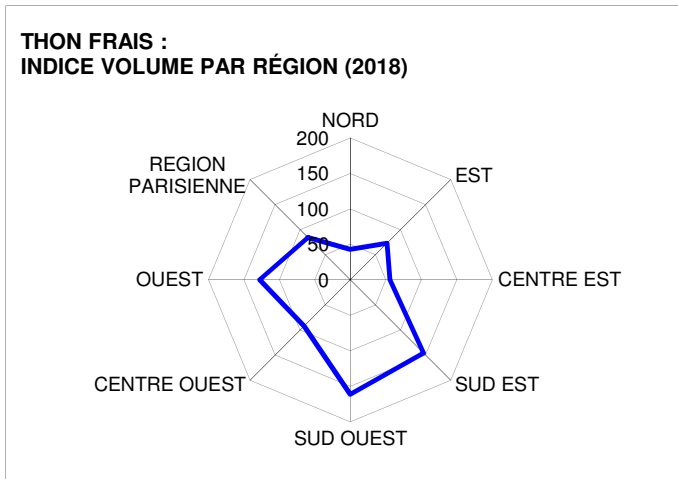 THON FRAIS :
INDICE VOLUME PAR RÉGION (2018)
NORD
200
150
100
50
0
EST
CENTRE EST
SUD EST
SUD OUEST
CENTRE OUEST
OUEST
REGION
PARISIENNE